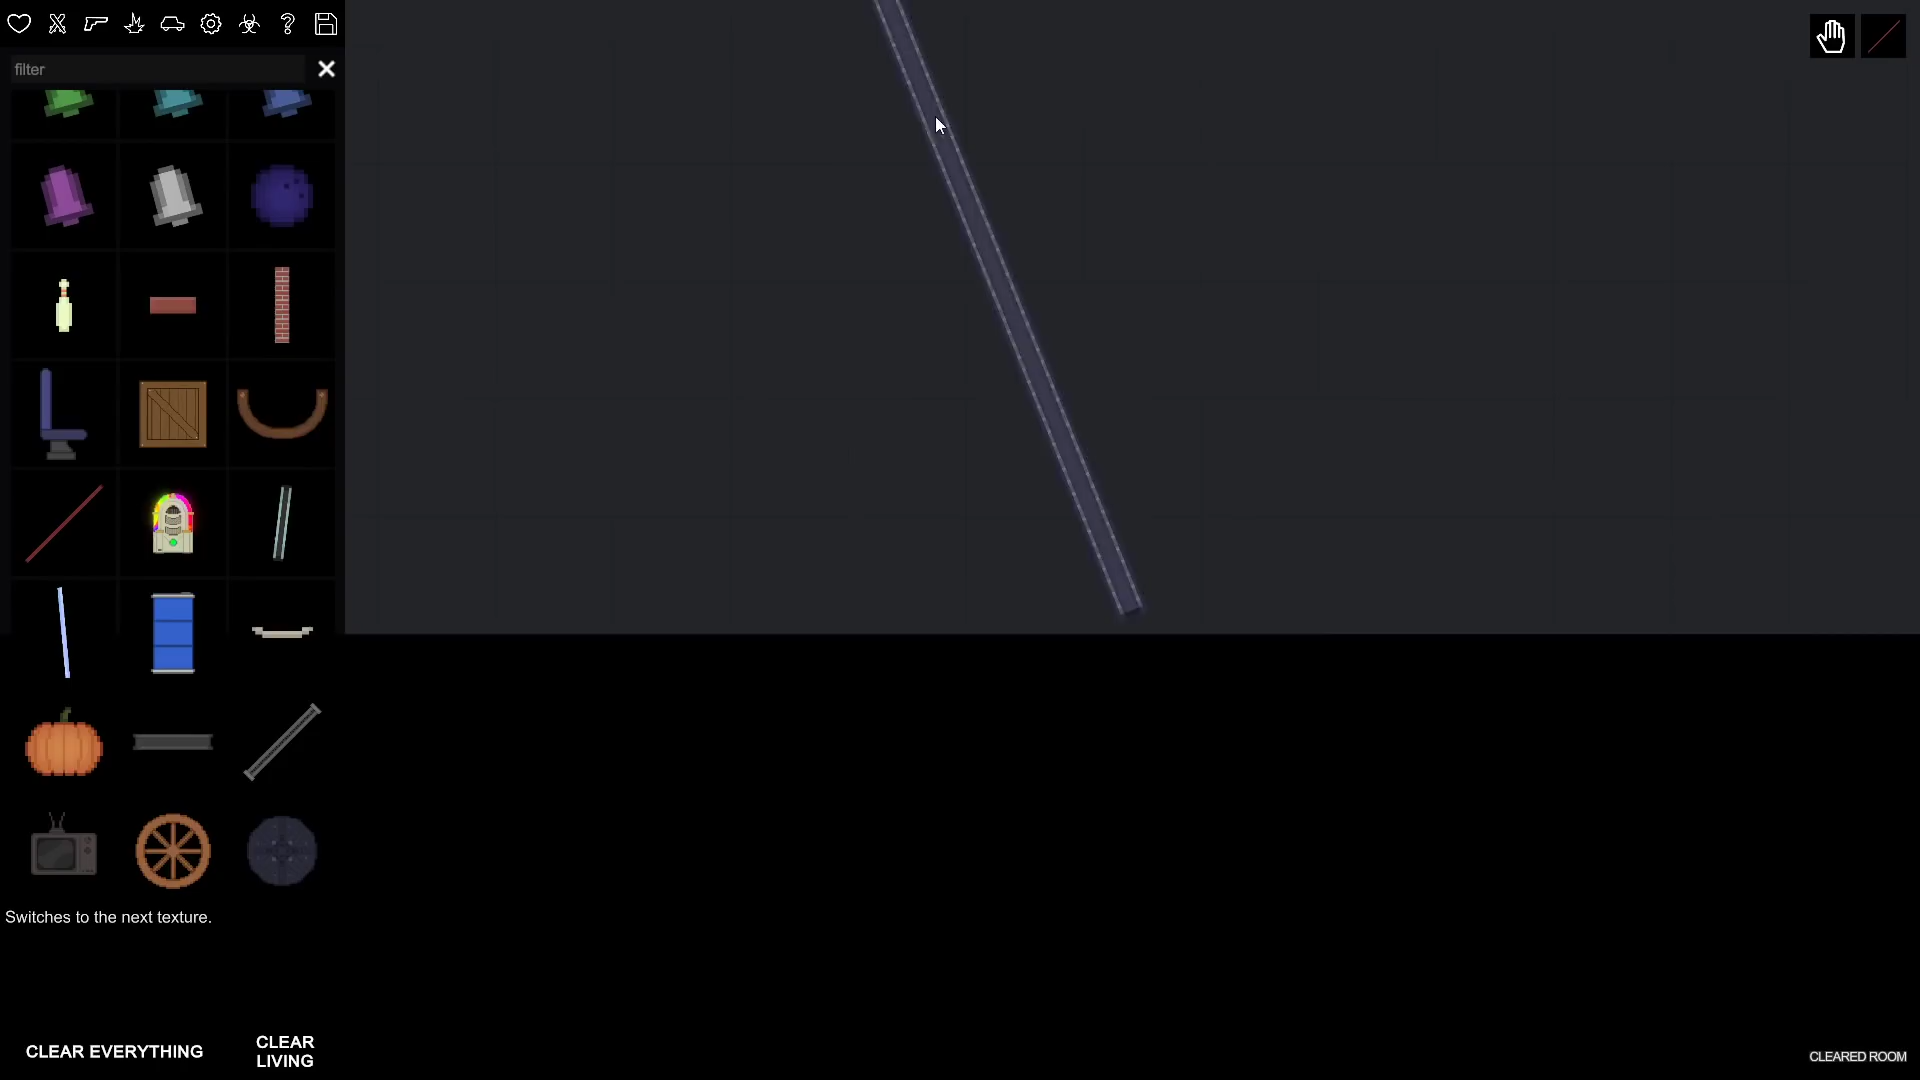 filter
Switches to the next texture.
CLEAR EVERYTHING
CLEAR
LIVING
CLEARED ROOM